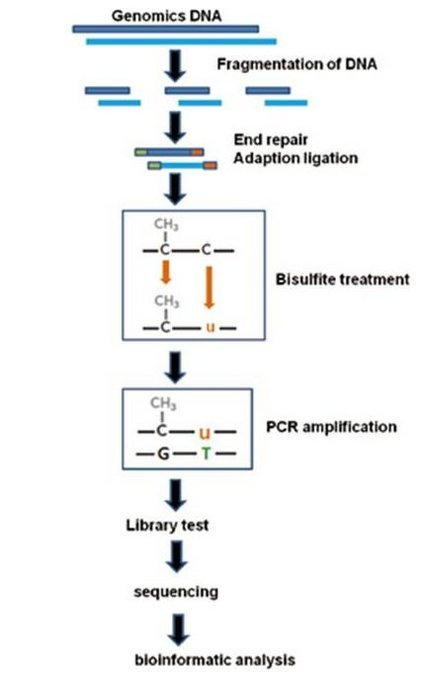 Genomics DNA
Fragmentation of DNA
End repair
Adaption ligation
CH3
C C
Bisulfite treatment
CH3
C u
CH3
C u
PCR amplification
G T
Library test
sequencing
bioinformatic analysis